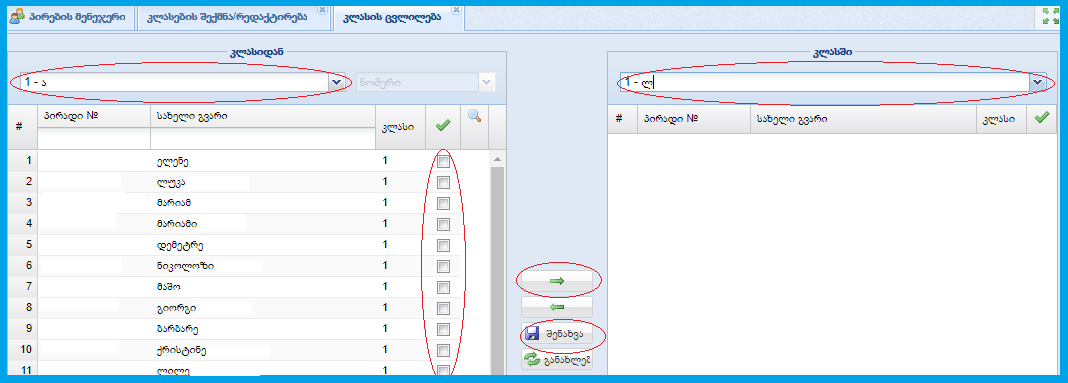 პირების მენეჯერი კლასების შექმნა/რედაქტირება კლასის ცვლილება
კლასიდან
1 - ა ნომერი
# პირადი № სახელი გვარი კლასი
1 ელენე 1
2 ლუკა 1
3 მარიამ 1
4 მარიამი 1
5 დემეტრე 1
6 ნიკოლოზი 1
7 მაშო 1
8 გიორგი 1
9 ბარბარე 1
10 ქრისტინე 1
11 ლილე 1
შენახვა
განახლებ
კლასში
1 - ლ
# პირადი № სახელი გვარი კლასი